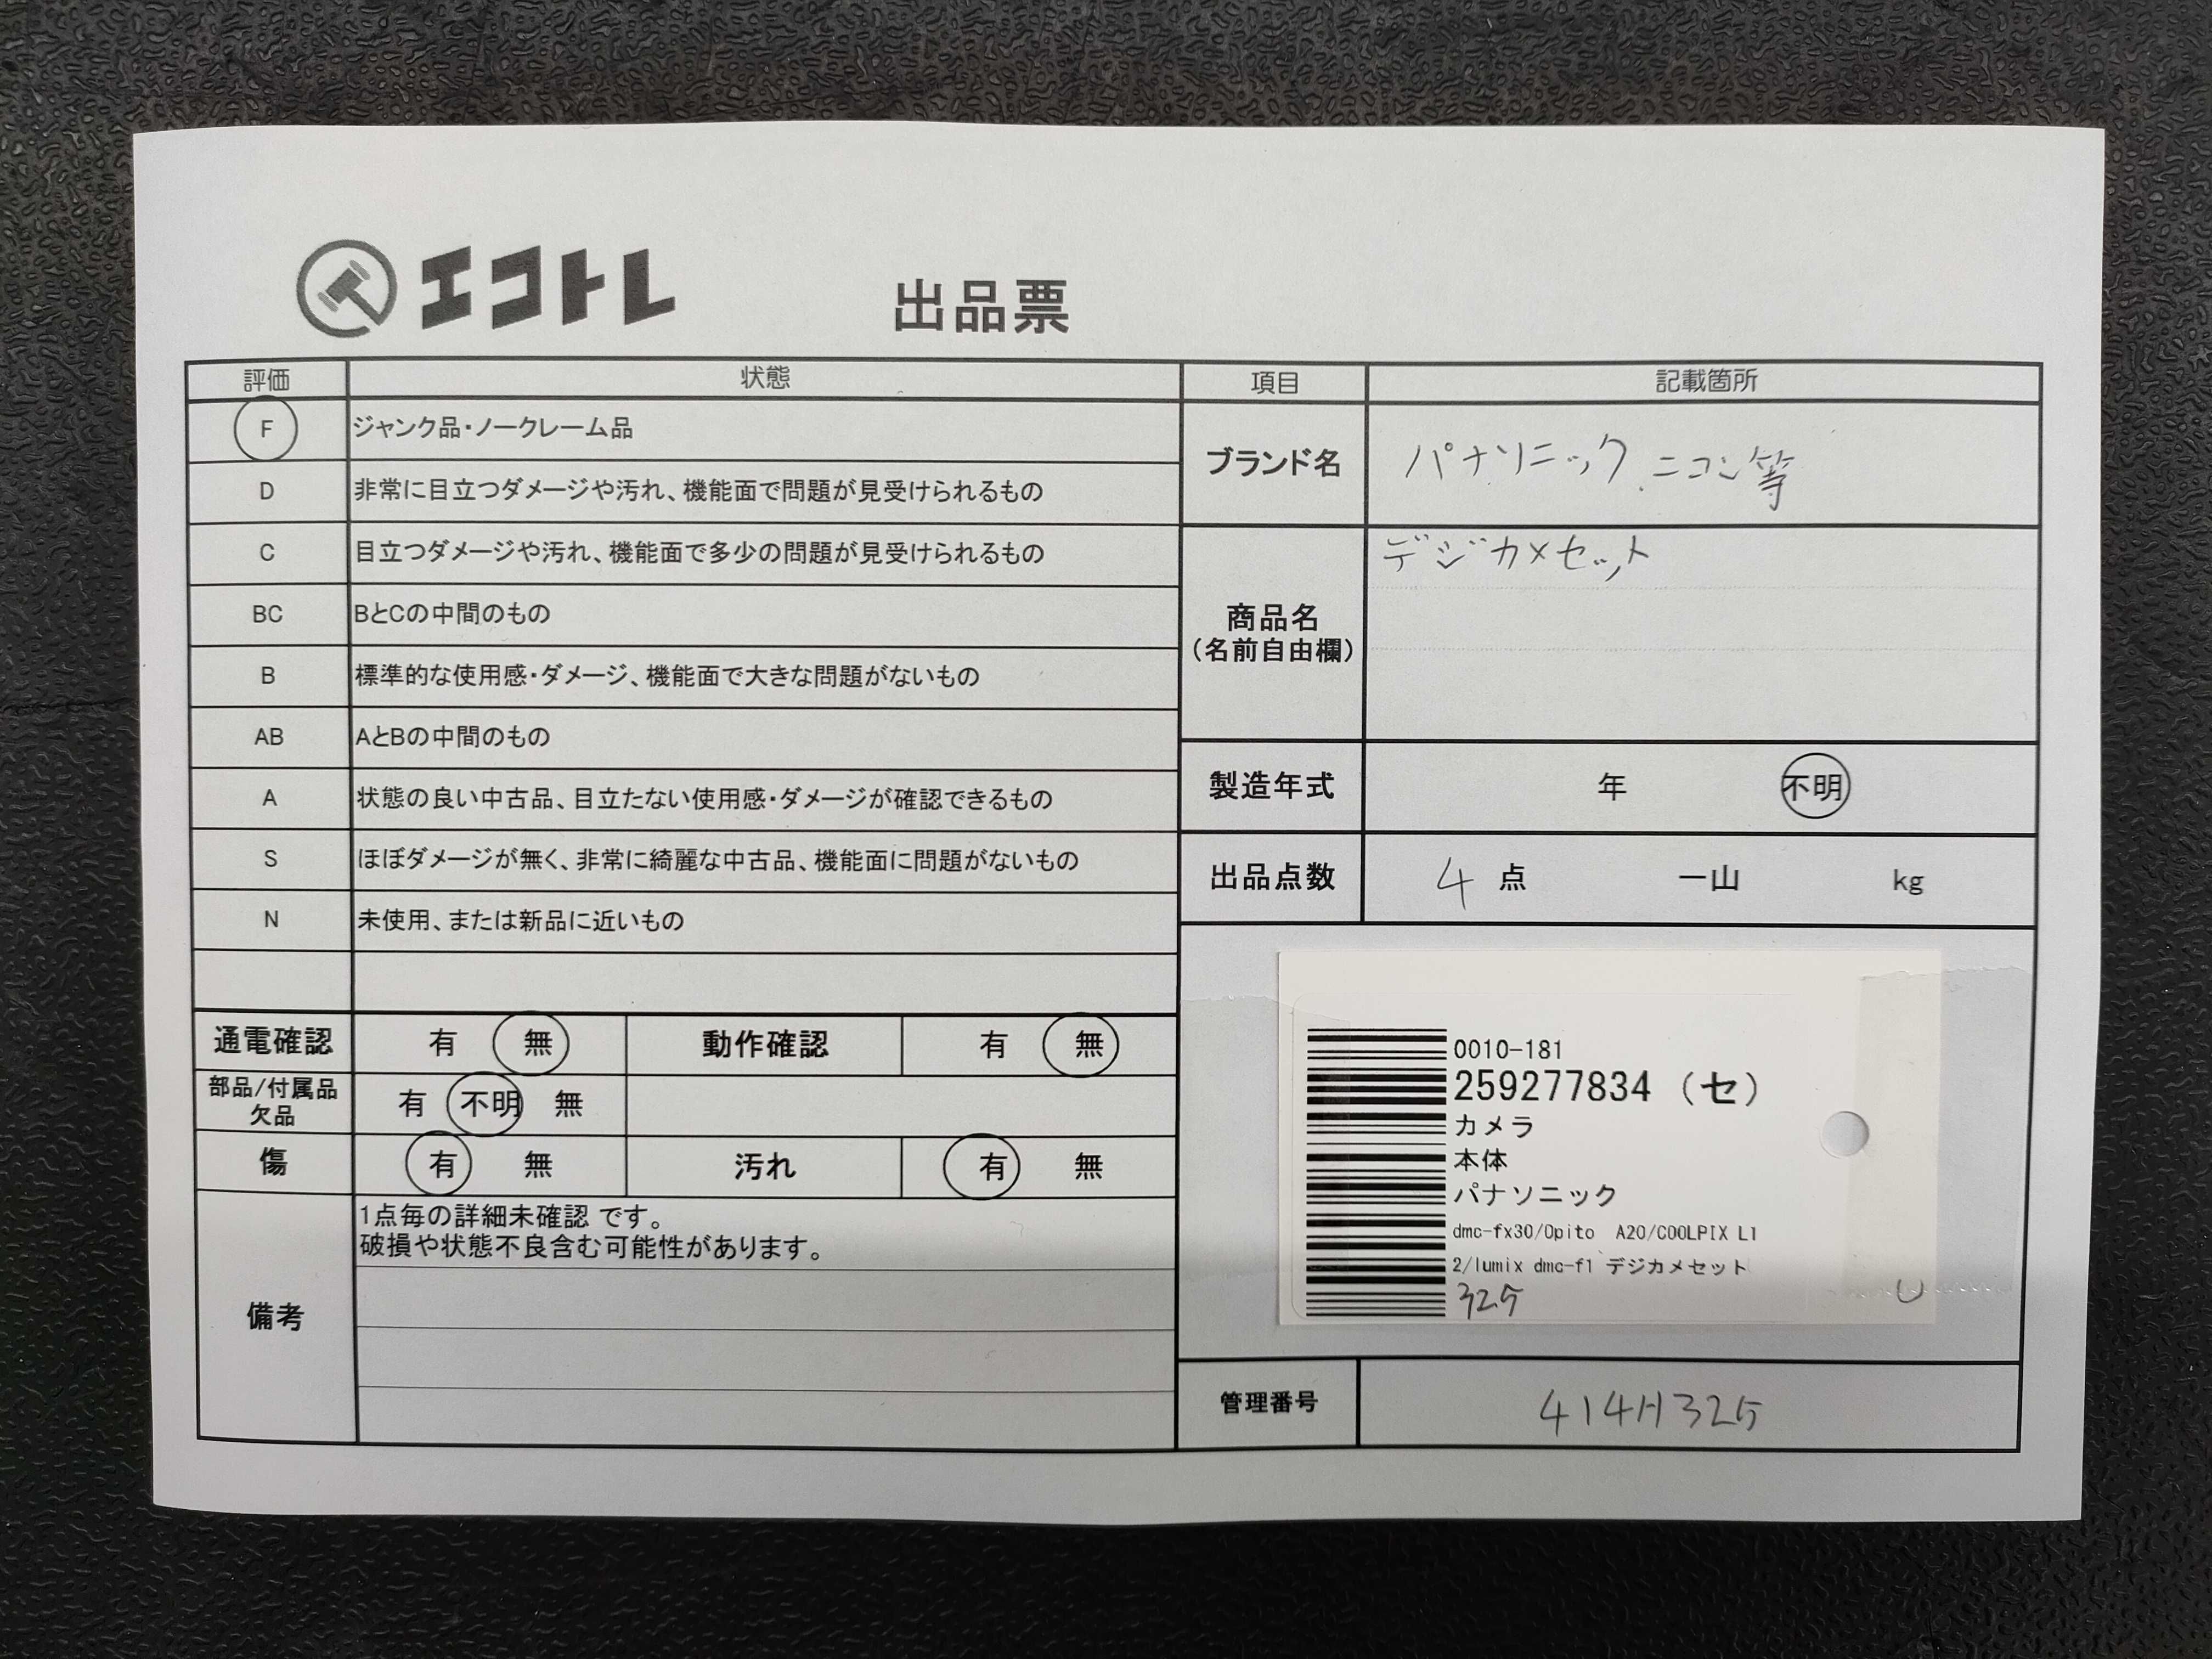 エコトレ
出品票
評価 状態
F ジャンク品・ノークレーム品
D 非常に目立つダメージや汚れ、機能面で問題が見受けられるもの
C 目立つダメージや汚れ、機能面で多少の問題が見受けられるもの
BC BとCの中間のもの
B 標準的な使用感・ダメージ、機能面で大きな問題がないもの
AB AとBの中間のもの
A 状態の良い中古品、目立たない使用感・ダメージが確認できるもの
S ほぼダメージが無く、非常に綺麗な中古品、機能面に問題がないもの
N 未使用、または新品に近いもの
通電確認 有 無 動作確認 有 無
部品/付属品
欠品 有 不明 無
傷 有 無 汚れ 有 無
備考
1点毎の詳細未確認 です。
破損や状態不良含む可能性があります。
項目 記載箇所
ブランド名 パナソニック、ニコン等
商品名
(名前自由欄)
デジカメセット
製造年式 年 不明
出品点数 4 点 一山 kg
0010-181
259277834 (セ)
カメラ
本体
パナソニック
dmc-fx30/Opito A20/COOLPIX L1
2/lumix dmc-f1 デジカメセット
325
管理番号 414H325